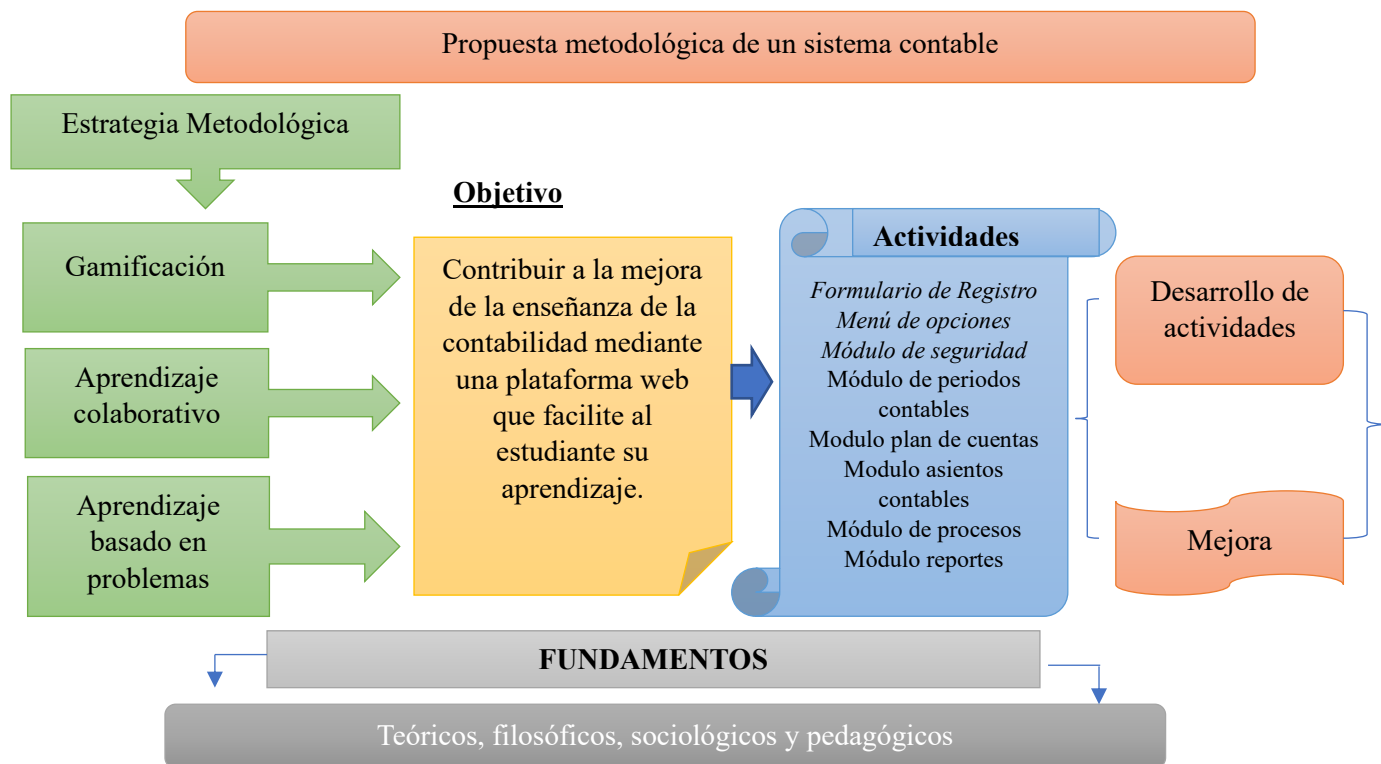 Propuesta metodológica de un sistema contable
Estrategia Metodológica
Gamificación
Aprendizaje
colaborativo
Aprendizaje
basado en
problemas
Objetivo
Contribuir a la mejora
de la enseñanza de la
contabilidad mediante
una plataforma web
que facilite al
estudiante su
aprendizaje.
Actividades
Formulario de Registro
Menú de opciones
Módulo de seguridad
Módulo de periodos
contables
Modulo plan de cuentas
Modulo asientos
contables
Módulo de procesos
Módulo reportes
Desarrollo de
actividades
Mejora
FUNDAMENTOS
Teóricos, filosóficos, sociológicos y pedagógicos